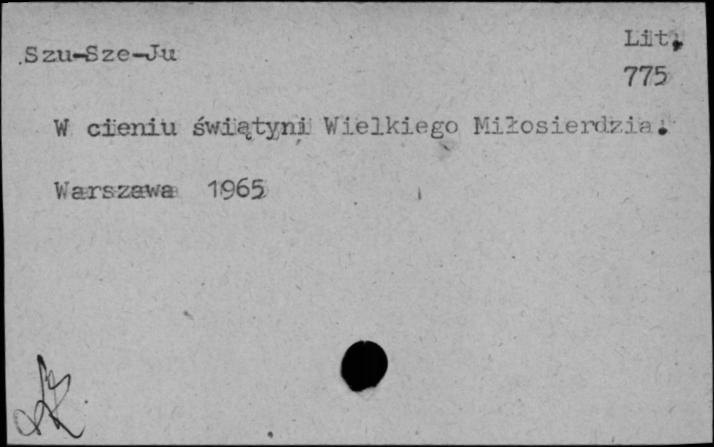 Szu-Sze-Ju
Lit.
775
W cieniu świątyni Wielkiego Miłosierdzia.
Warszawa 1965